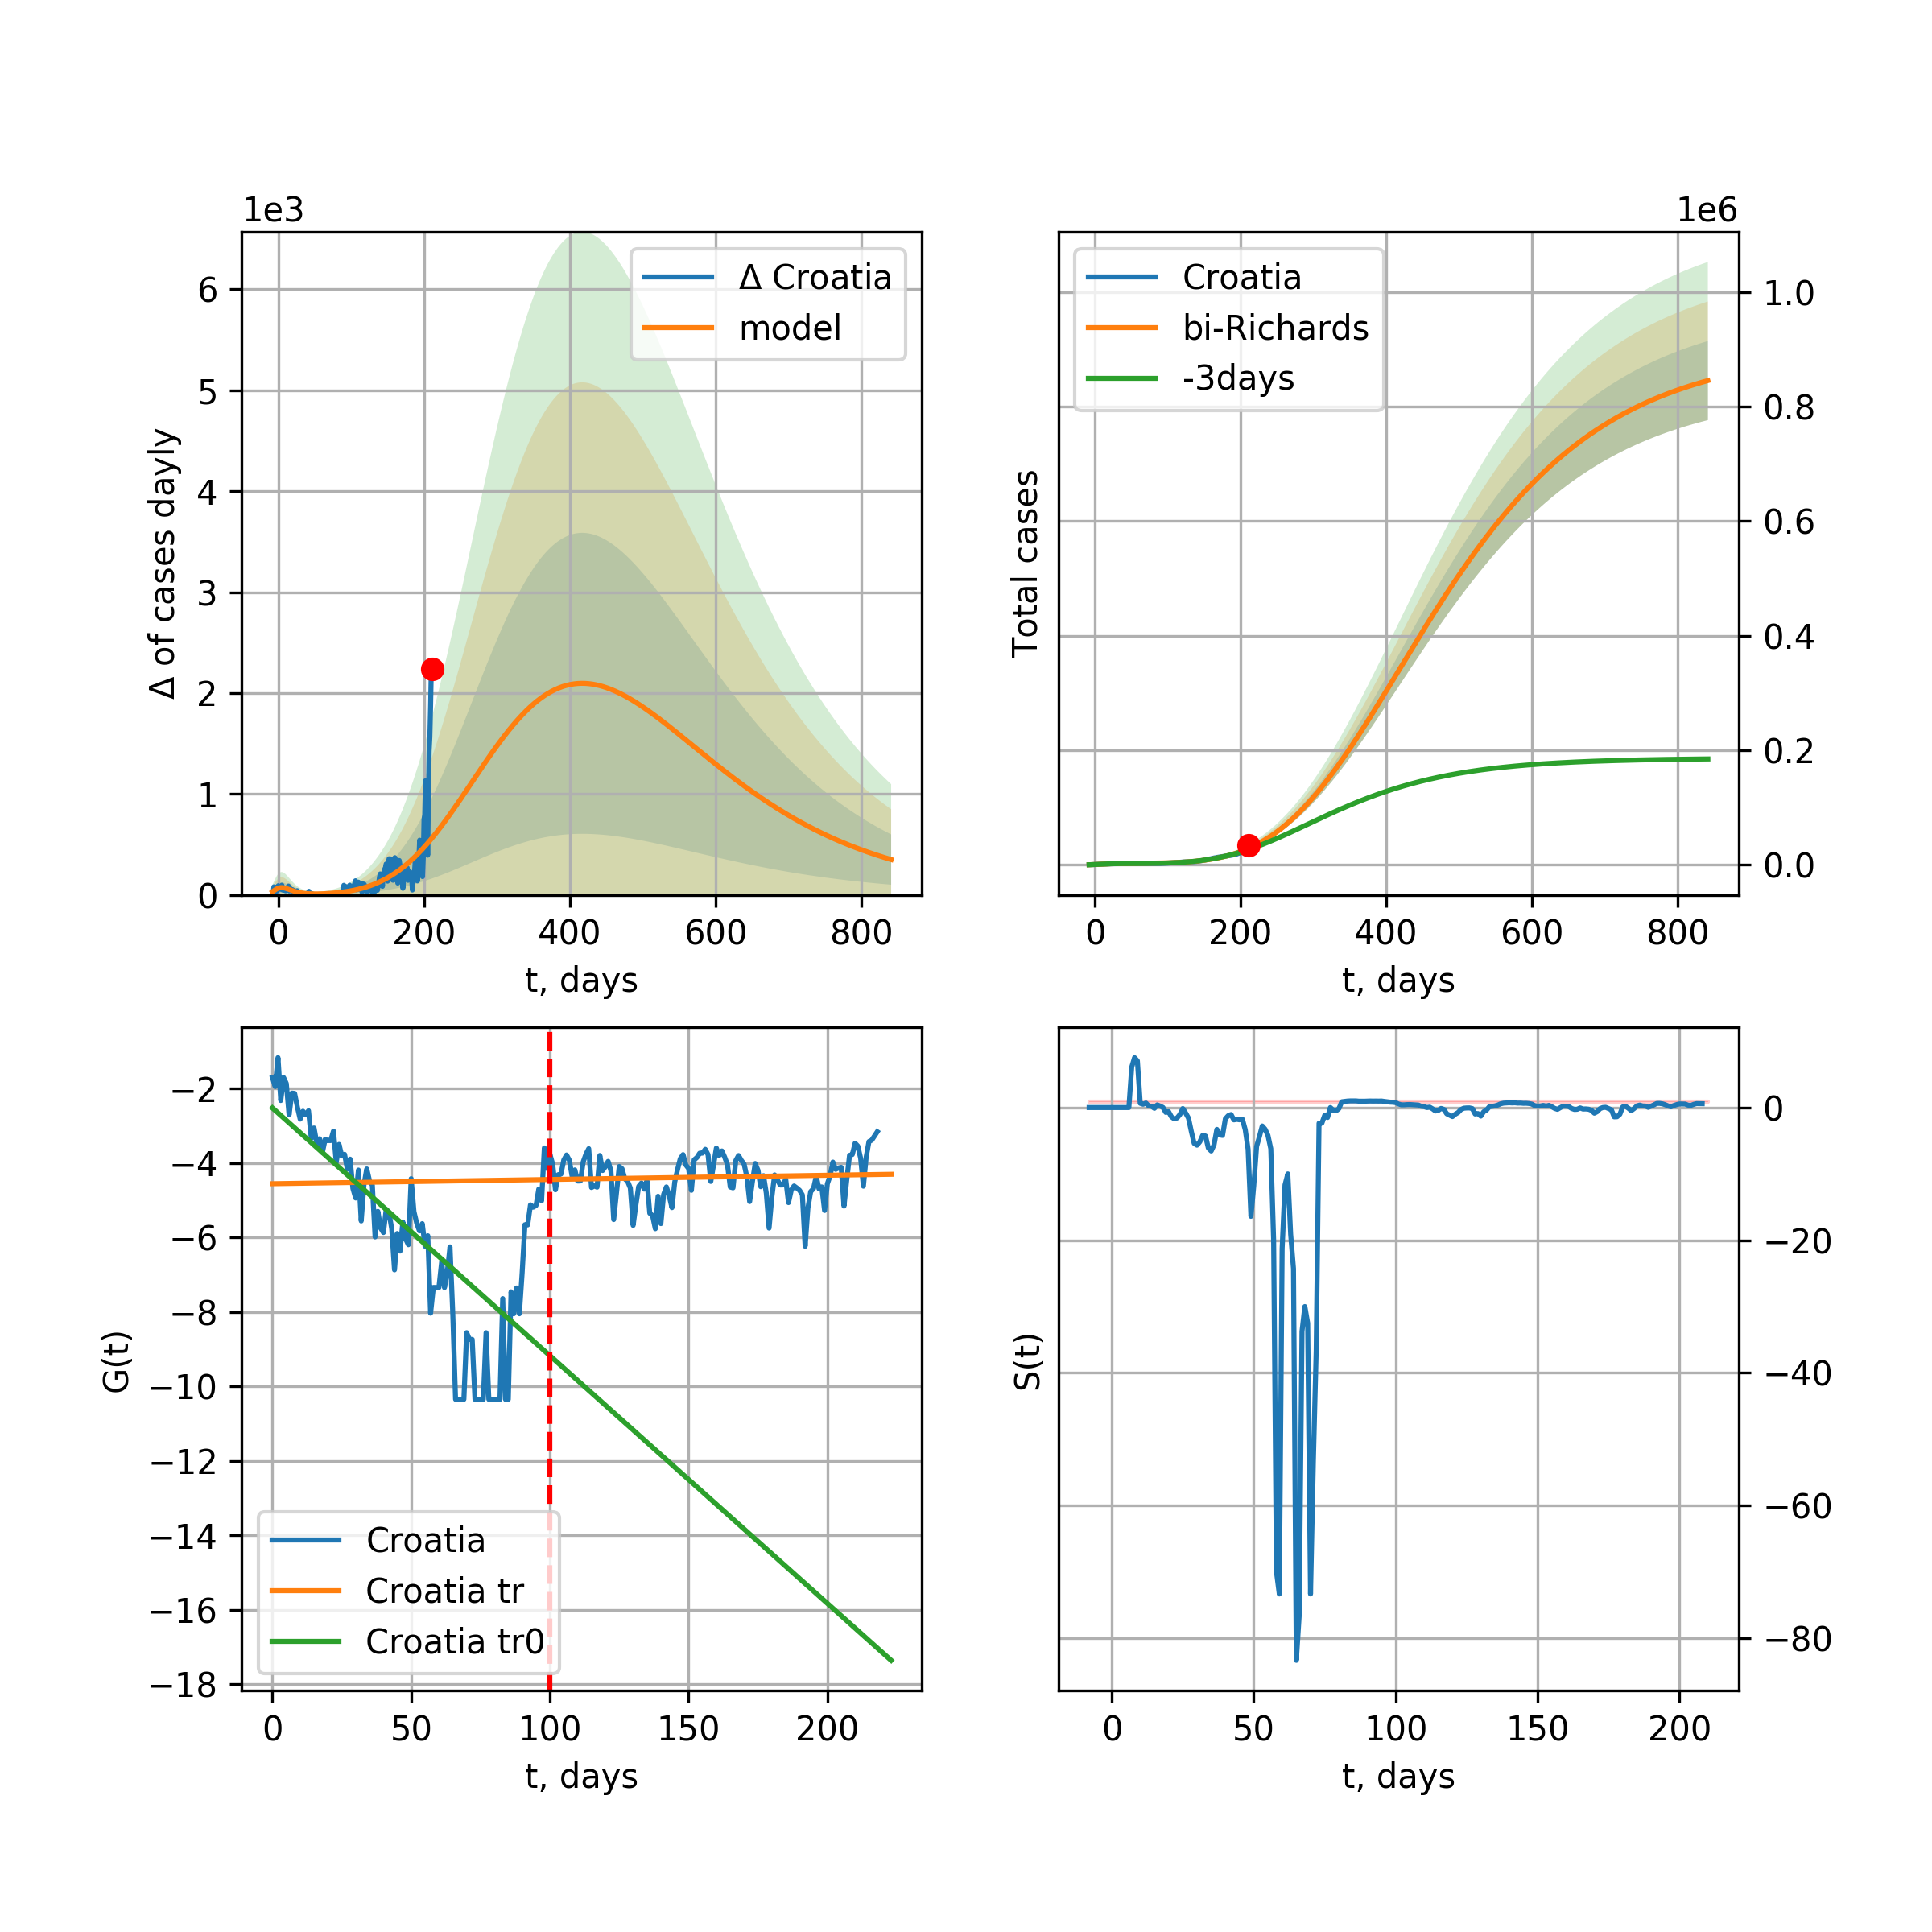 1e3
Δ of cases dayly
6
5
4
3
2
1
0
Δ Croatia
model
0 200 400 600 800
t, days
1e6
Total cases
Croatia
bi-Richards
-3days
1.0
0.8
0.6
0.4
0.2
0.0
0 200 400 600 800
t, days
G(t)
−2
−4
−6
−8
−10
−12
−14
−16
−18
Croatia
Croatia tr
Croatia tr0
0 50 100 150 200
t, days
S(t)
0
−20
−40
−60
−80
0 50 100 150 200
t, days